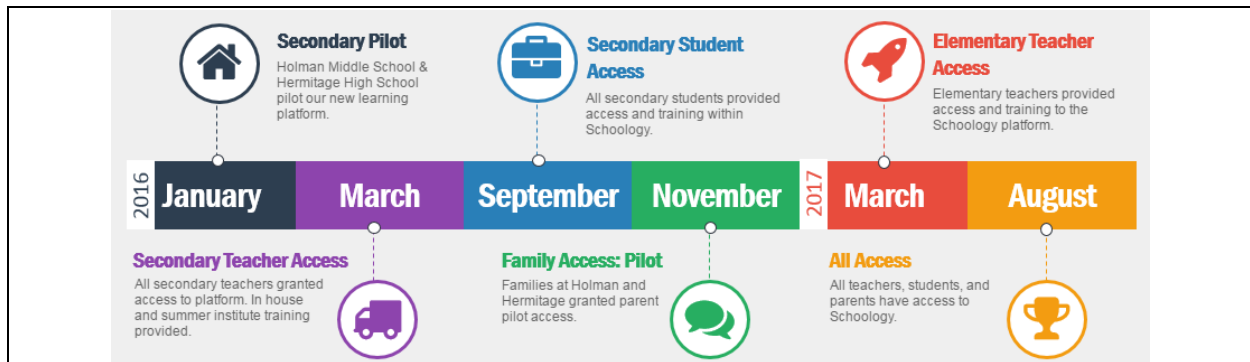 Secondary Pilot
Holman Middle School &
Hermitage High School
pilot our new learning
platform.
Secondary Student
Access
All secondary students provided
access and training within
Schoology.
Elementary Teacher
Access
Elementary teachers provided
access and training to the
Schoology platform.
2016
January
March
September
November
2017
March
August
Secondary Teacher Access
All secondary teachers granted
access to platform. In house
and summer institute training
provided.
Family Access: Pilot
Families at Holman and
Hermitage granted parent
pilot access.
All Access
All teachers, students, and
parents have access to
Schoology.